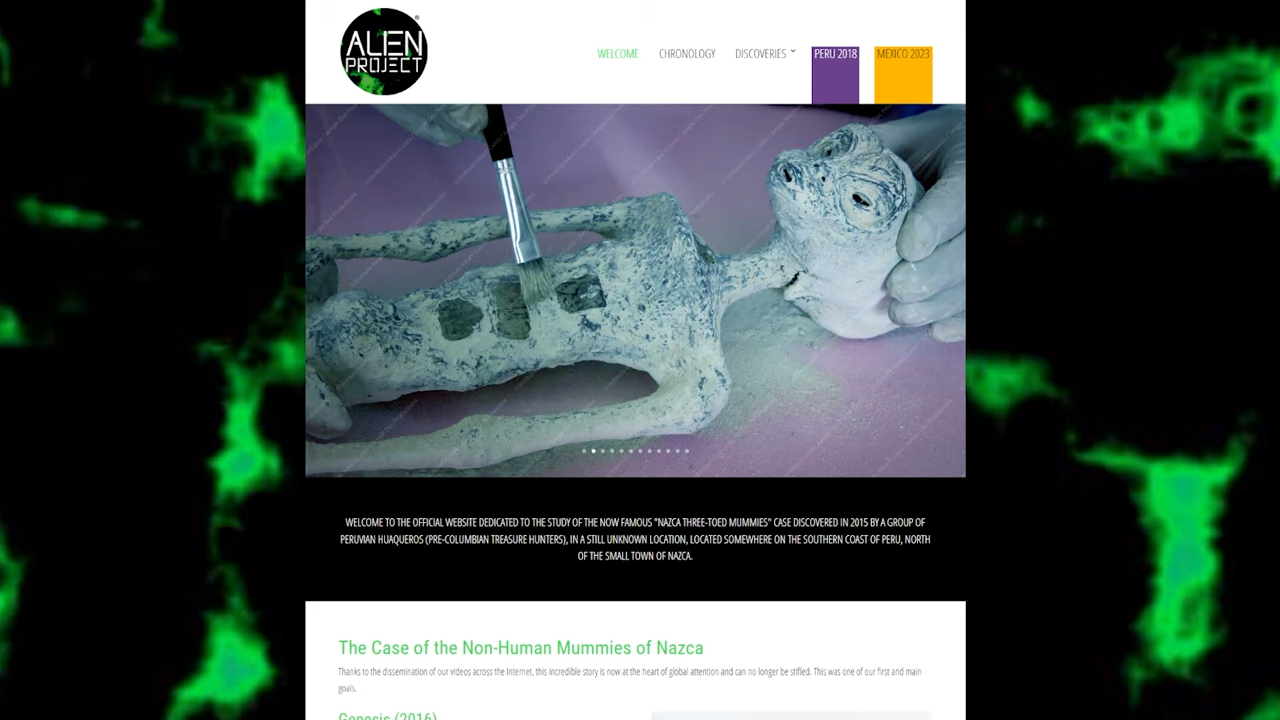 ALIEN
PROJECT
WELCOME CHRONOLOGY DISCOVERIES PERU 2018 MEXICO 2023
WELCOME TO THE OFFICIAL WEBSITE DEDICATED TO THE STUDY OF THE NOW FAMOUS "NAZCA THREE-TOED MUMMIES" CASE DISCOVERED IN 2015 BY A GROUP OF
PERUVIAN HUAQUEROS (PRE-COLUMBIAN TREASURE HUNTERS), IN A STILL UNKNOWN LOCATION, LOCATED SOMEWHERE ON THE SOUTHERN COAST OF PERU, NORTH
OF THE SMALL TOWN OF NAZCA.
The Case of the Non-Human Mummies of Nazca
Thanks to the dissemination of our videos across the Internet, this incredible story is now at the heart of global attention and can no longer be stifled. This was one of our first and main
goals.
Genesis (2016)